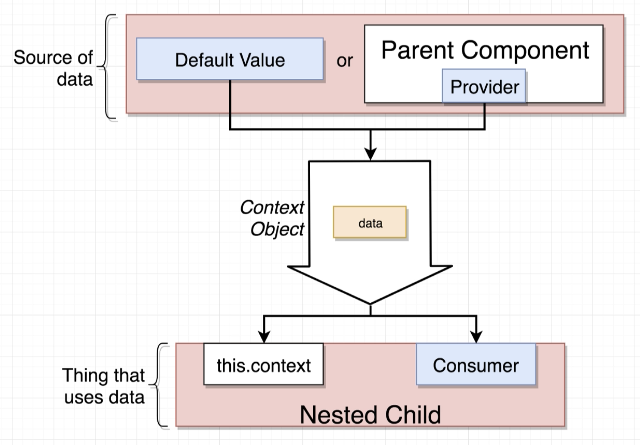 Source of
data
Default Value
or
Parent Component
Provider
Context
Object
data
Thing that
uses data
this.context
Consumer
Nested Child